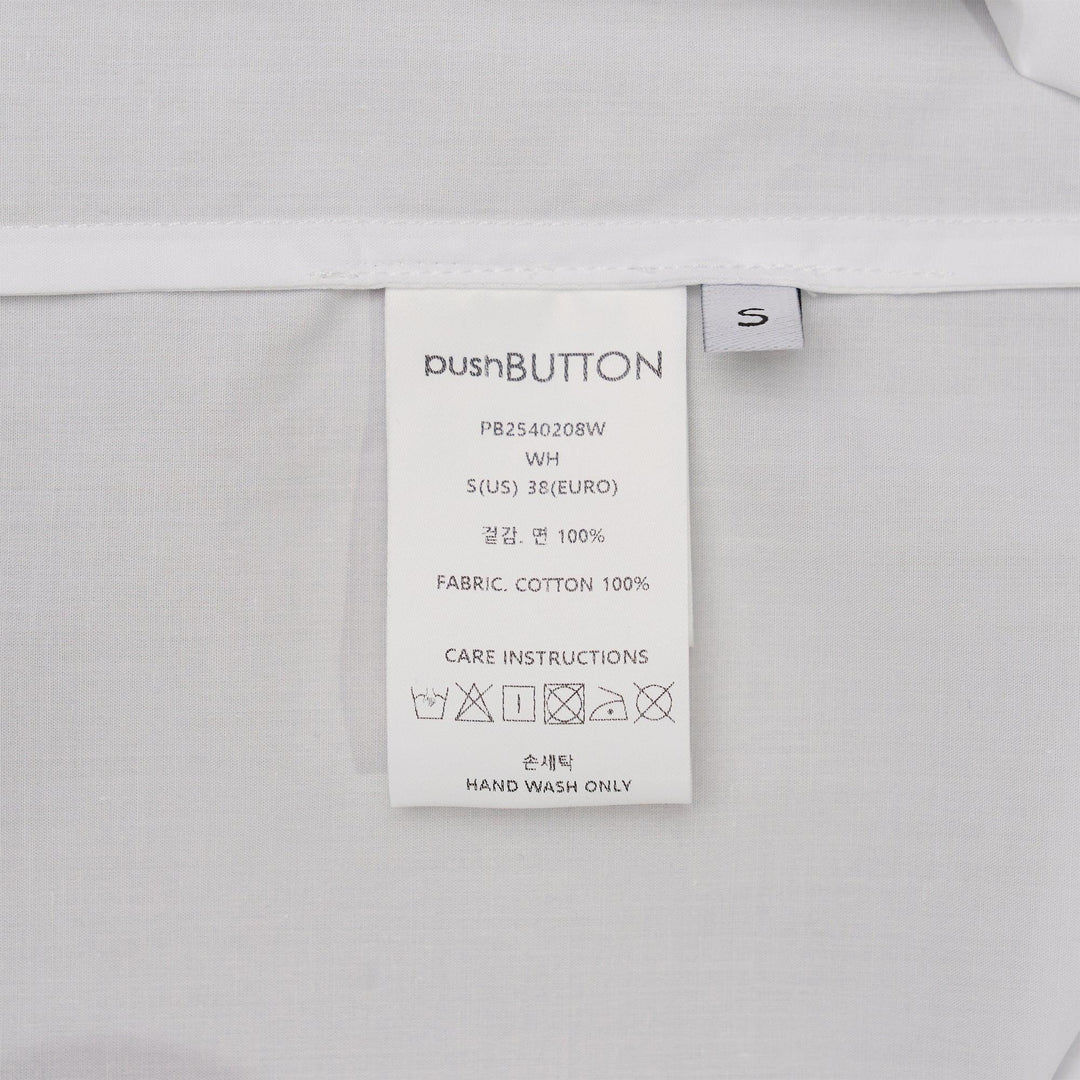 pushBUTTON
S
PB2540208W
WH
S(US) 38(EURO)
겉감. 면 100%
FABRIC. COTTON 100%
CARE INSTRUCTIONS
손세탁
HAND WASH ONLY